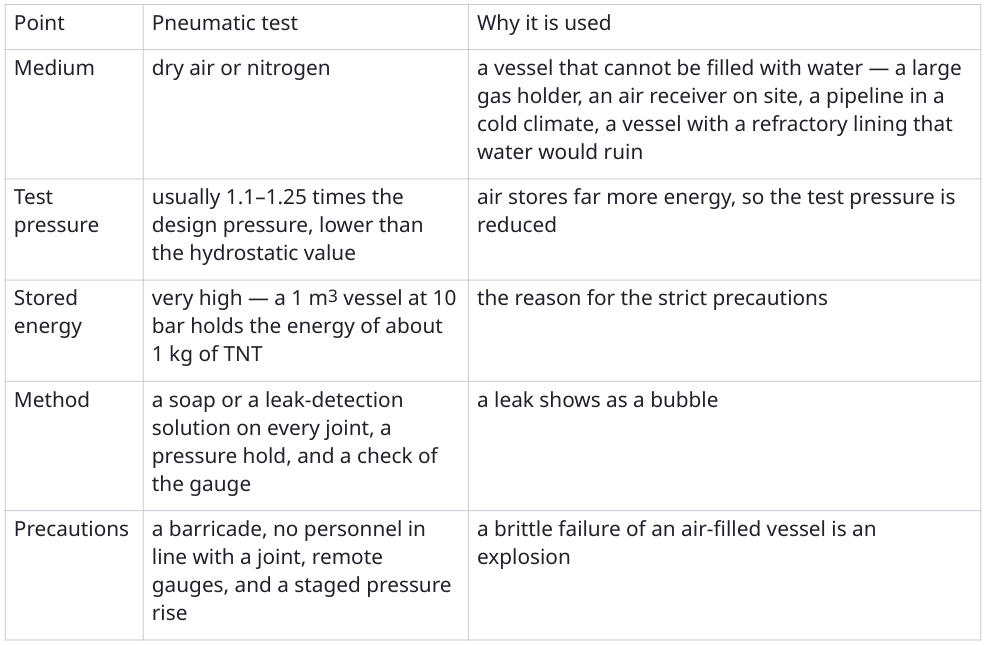 Point
Pneumatic test
Why it is used
Medium
dry air or nitrogen
a vessel that cannot be filled with water — a large
gas holder, an air receiver on site, a pipeline in a
cold climate, a vessel with a refractory lining that
water would ruin
Test
pressure
usually 1.1–1.25 times the
design pressure, lower than
the hydrostatic value
air stores far more energy, so the test pressure is
reduced
Stored
energy
very high — a 1 m3 vessel at 10
bar holds the energy of about
1 kg of TNT
the reason for the strict precautions
Method
a soap or a leak-detection
solution on every joint, a
pressure hold, and a check of
the gauge
a leak shows as a bubble
Precautions
a barricade, no personnel in
line with a joint, remote
gauges, and a staged pressure
rise
a brittle failure of an air-filled vessel is an
explosion